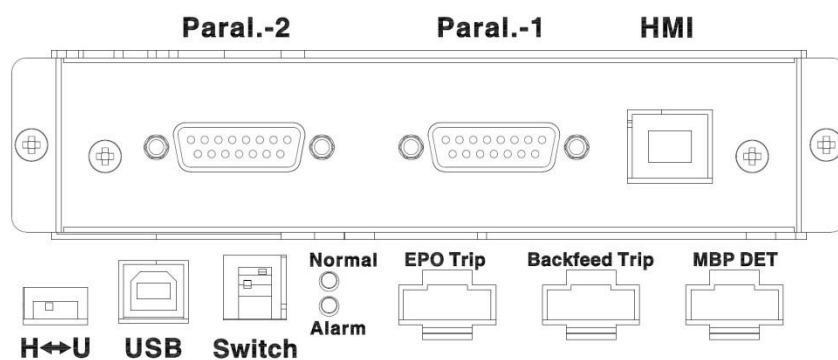 Paral.-2 Paral.-1 HMI
Normal EPO Trip Backfeed Trip MBP DET
Alarm
H↔U USB Switch